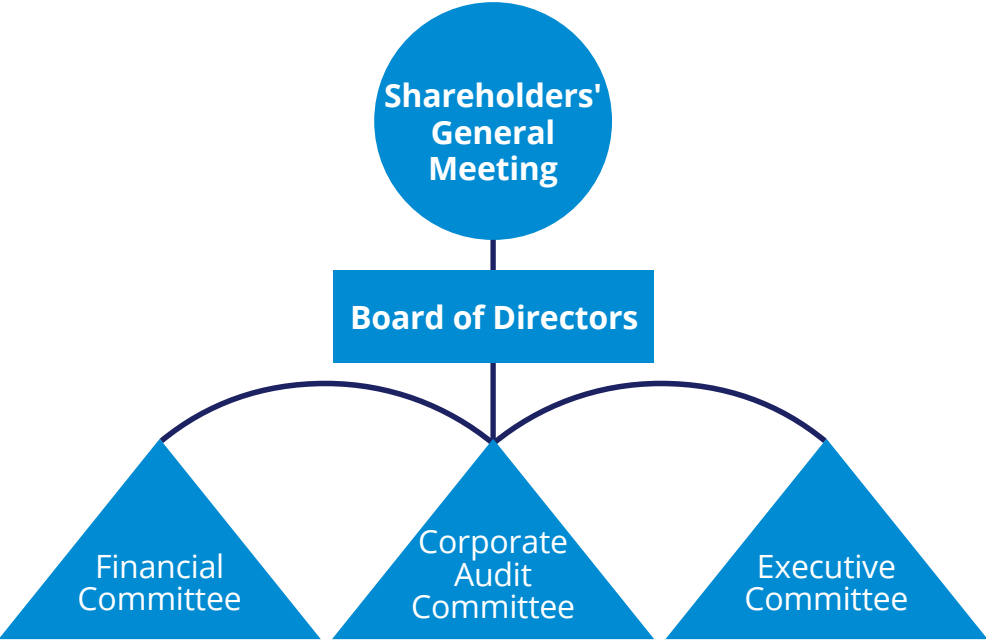 Shareholders'
General
Meeting
Board of Directors
Financial
Committee
Corporate
Audit
Committee
Executive
Committee